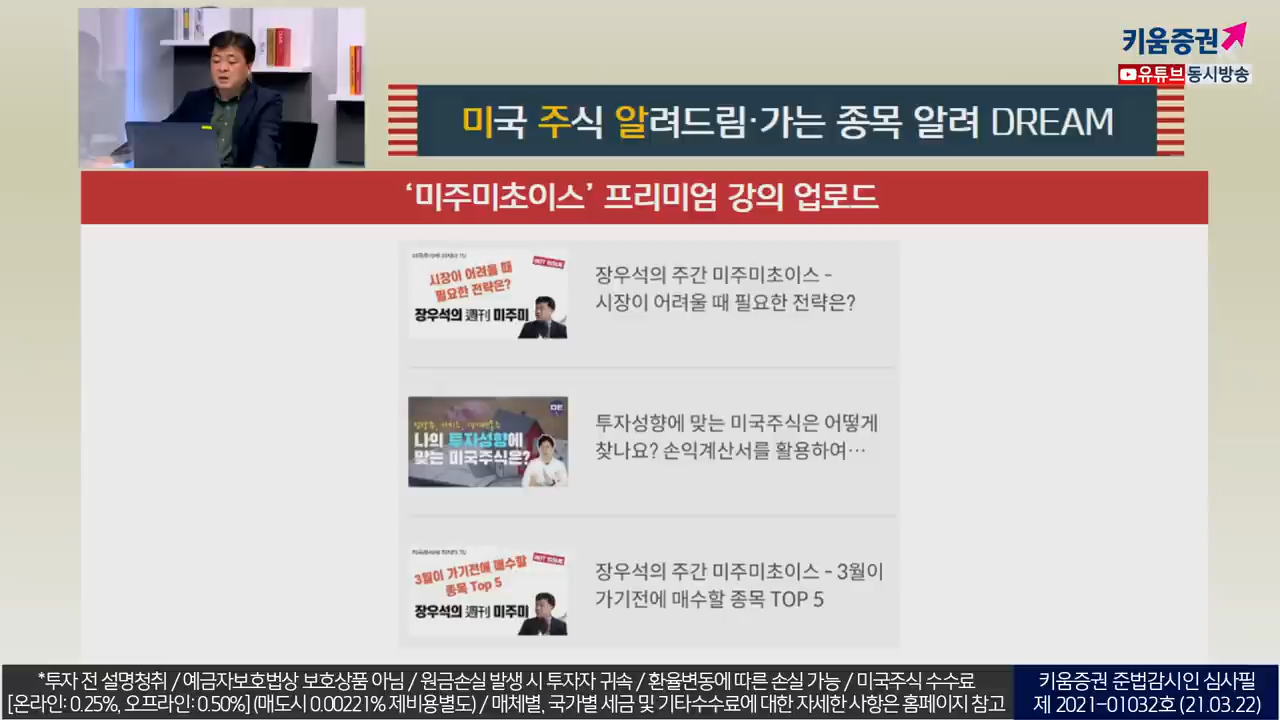 키움증권
유튜브 동시방송
미국 주식 알려드림·가는 종목 알려 DREAM
‘미주미초이스’ 프리미엄 강의 업로드
HOT ISSUE
시장이 어려울 때
필요한 전략은?
장우석의 週刊 미주미
장우석의 주간 미주미초이스 -
시장이 어려울 때 필요한 전략은?
나의 투자성향에
맞는 미국주식은?
투자성향에 맞는 미국주식은 어떻게
찾나요? 손익계산서를 활용하여…
HOT ISSUE
3월이 가기전에 매수할
종목 Top 5
장우석의 週刊 미주미
장우석의 주간 미주미초이스 - 3월이
가기전에 매수할 종목 TOP 5
*투자 전 설명청취 / 예금자보호법상 보호상품 아님 / 원금손실 발생 시 투자자 귀속 / 환율변동에 따른 손실 가능 / 미국주식 수수료
[온라인: 0.25%, 오프라인: 0.50%] (매도시 0.00221% 제비용별도) / 매체별, 국가별 세금 및 기타수수료에 대한 자세한 사항은 홈페이지 참고
키움증권 준법감시인 심사필
제 2021-01032호 (21.03.22)